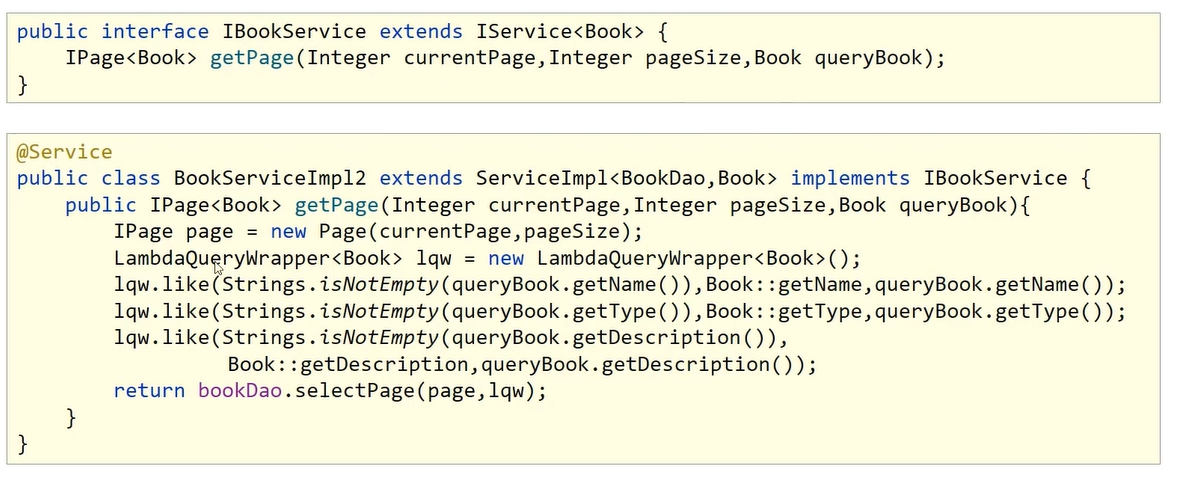 public interface IBookService extends IService<Book> {
    IPage<Book> getPage(Integer currentPage,Integer pageSize,Book queryBook);
}
@Service
public class BookServiceImpl2 extends ServiceImpl<BookDao,Book> implements IBookService {
    public IPage<Book> getPage(Integer currentPage,Integer pageSize,Book queryBook){
        IPage page = new Page(currentPage,pageSize);
        LambdaQueryWrapper<Book> lqw = new LambdaQueryWrapper<Book>();
        lqw.like(Strings.isNotEmpty(queryBook.getName()),Book::getName,queryBook.getName());
        lqw.like(Strings.isNotEmpty(queryBook.getType()),Book::getType,queryBook.getType());
        lqw.like(Strings.isNotEmpty(queryBook.getDescription()),
                Book::getDescription,queryBook.getDescription());
        return bookDao.selectPage(page,lqw);
    }
}